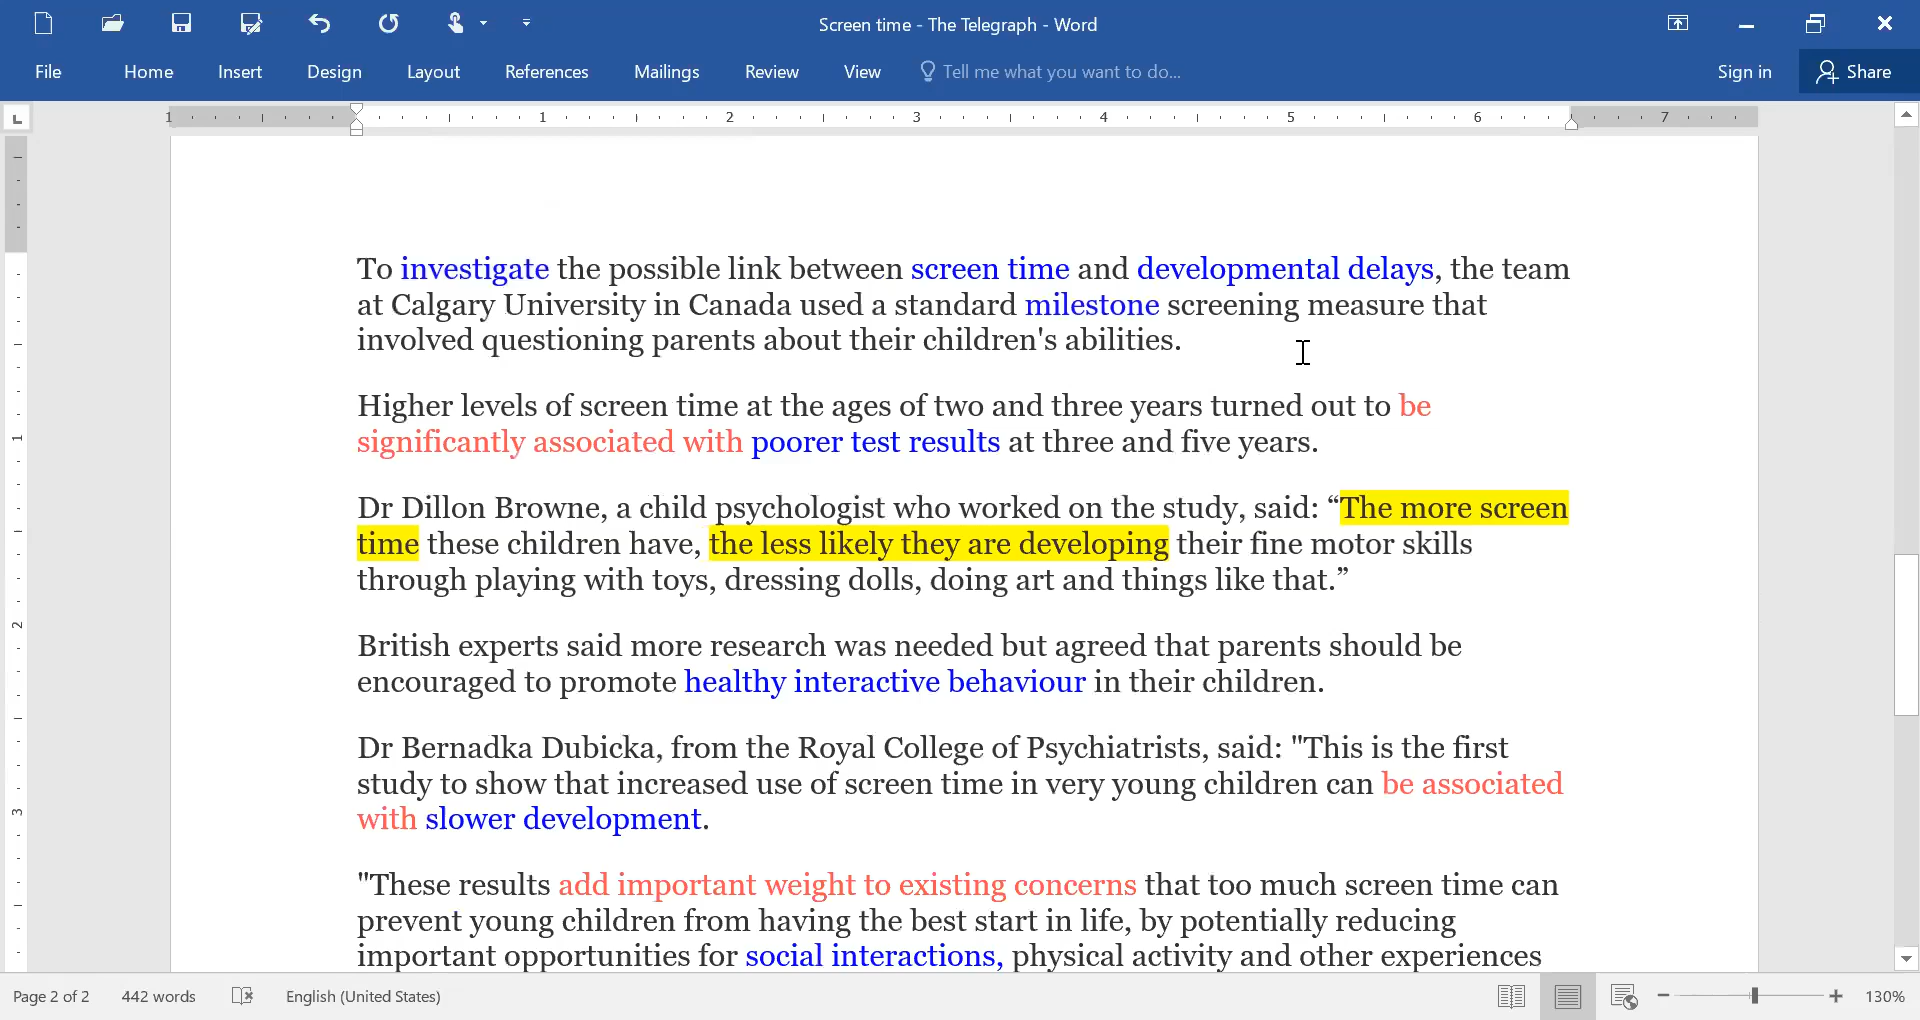 Screen time - The Telegraph - Word
File Home Insert Design Layout References Mailings Review View Tell me what you want to do... Sign in Share
1 1 2 3 4 5 6 7
To investigate the possible link between screen time and developmental delays, the team
at Calgary University in Canada used a standard milestone screening measure that
involved questioning parents about their children's abilities.
Higher levels of screen time at the ages of two and three years turned out to be
significantly associated with poorer test results at three and five years.
Dr Dillon Browne, a child psychologist who worked on the study, said: “The more screen
time these children have, the less likely they are developing their fine motor skills
through playing with toys, dressing dolls, doing art and things like that.”
British experts said more research was needed but agreed that parents should be
encouraged to promote healthy interactive behaviour in their children.
Dr Bernadka Dubicka, from the Royal College of Psychiatrists, said: "This is the first
study to show that increased use of screen time in very young children can be associated
with slower development.
"These results add important weight to existing concerns that too much screen time can
prevent young children from having the best start in life, by potentially reducing
important opportunities for social interactions, physical activity and other experiences
1
2
3
Page 2 of 2 442 words English (United States) 130%